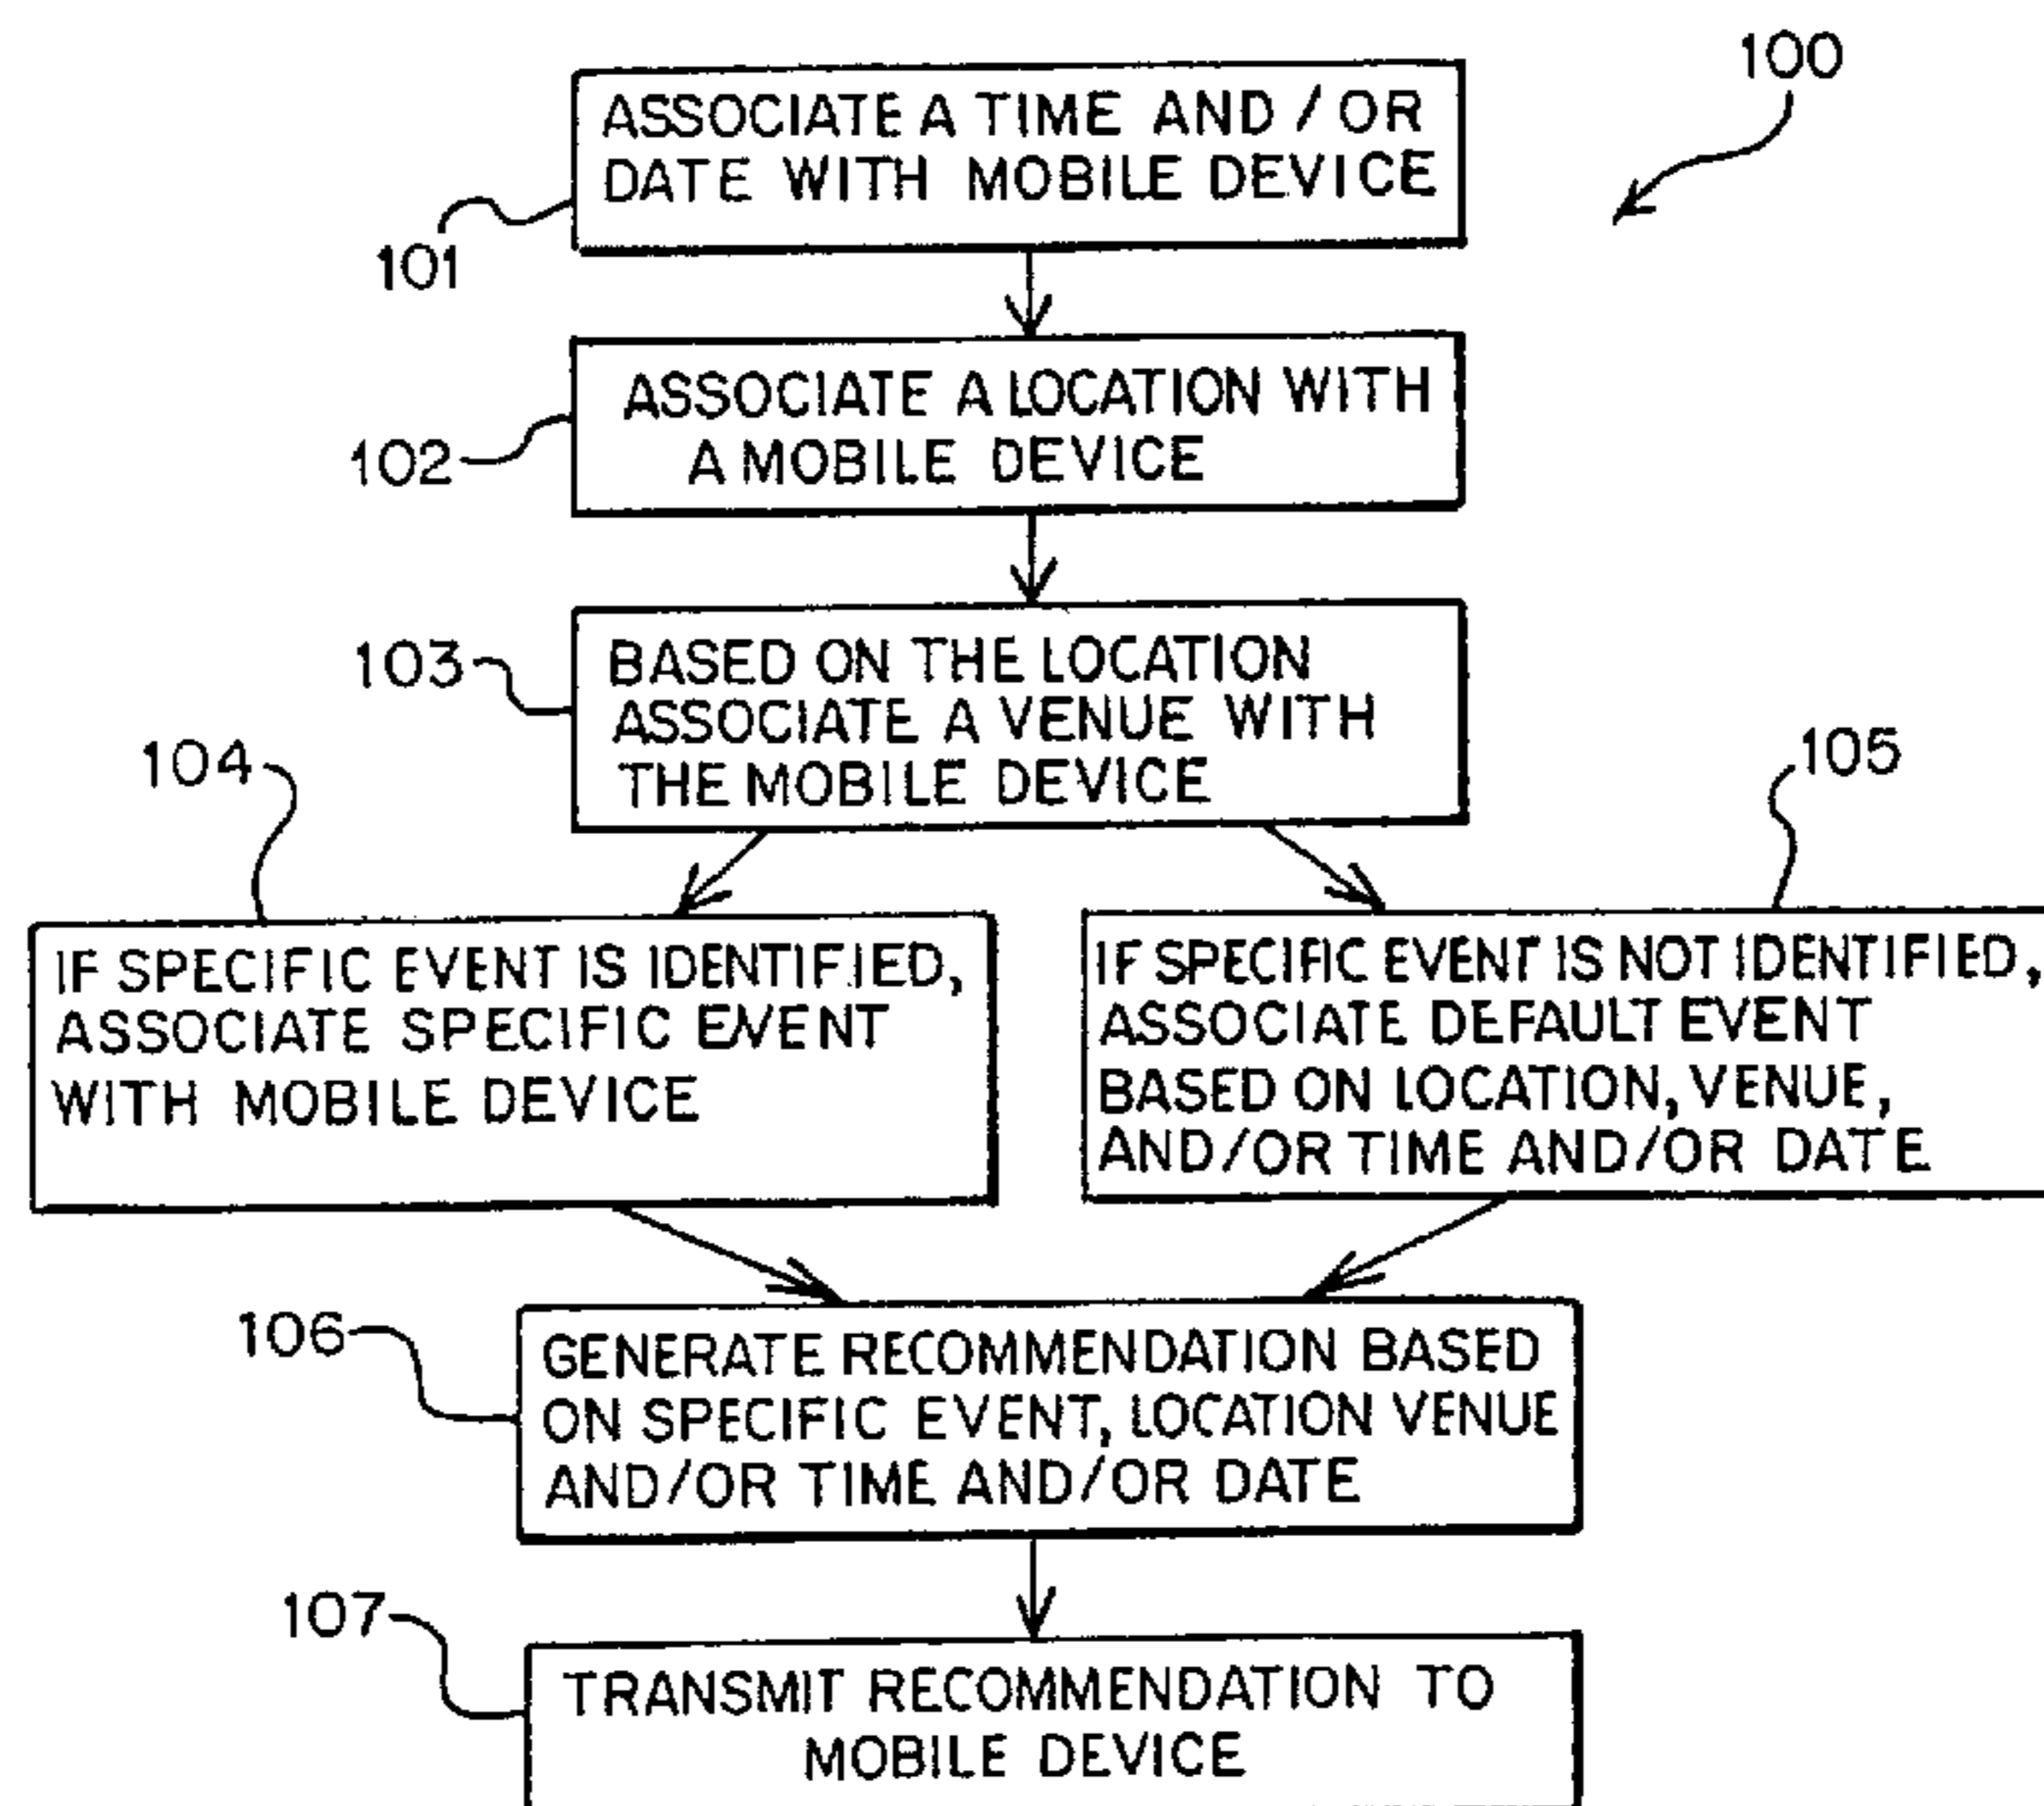 100
ASSOCIATE A TIME AND / OR
DATE WITH MOBILE DEVICE
101
ASSOCIATE A LOCATION WITH
A MOBILE DEVICE
102
103
BASED ON THE LOCATION
ASSOCIATE A VENUE WITH
THE MOBILE DEVICE
104
105
IF SPECIFIC EVENT IS IDENTIFIED,
ASSOCIATE SPECIFIC EVENT
WITH MOBILE DEVICE
IF SPECIFIC EVENT IS NOT IDENTIFIED,
ASSOCIATE DEFAULT EVENT
BASED ON LOCATION, VENUE,
AND/OR TIME AND/OR DATE
106
GENERATE RECOMMENDATION BASED
ON SPECIFIC EVENT, LOCATION VENUE
AND/OR TIME AND/OR DATE
107
TRANSMIT RECOMMENDATION TO
MOBILE DEVICE